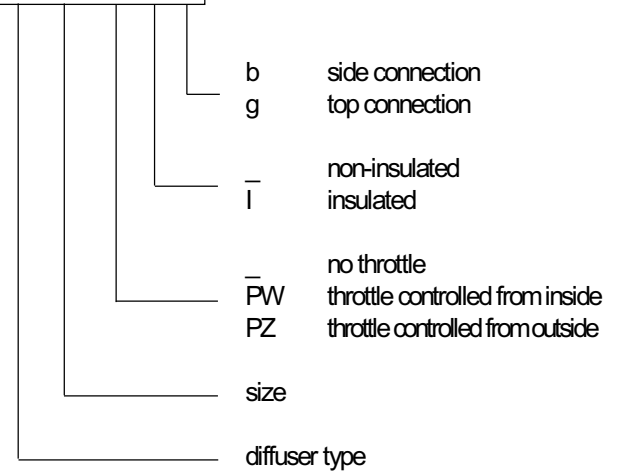 b side connection
g top connection
_ non-insulated
I insulated
_ no throttle
PW throttle controlled from inside
PZ throttle controlled from outside
size
diffuser type